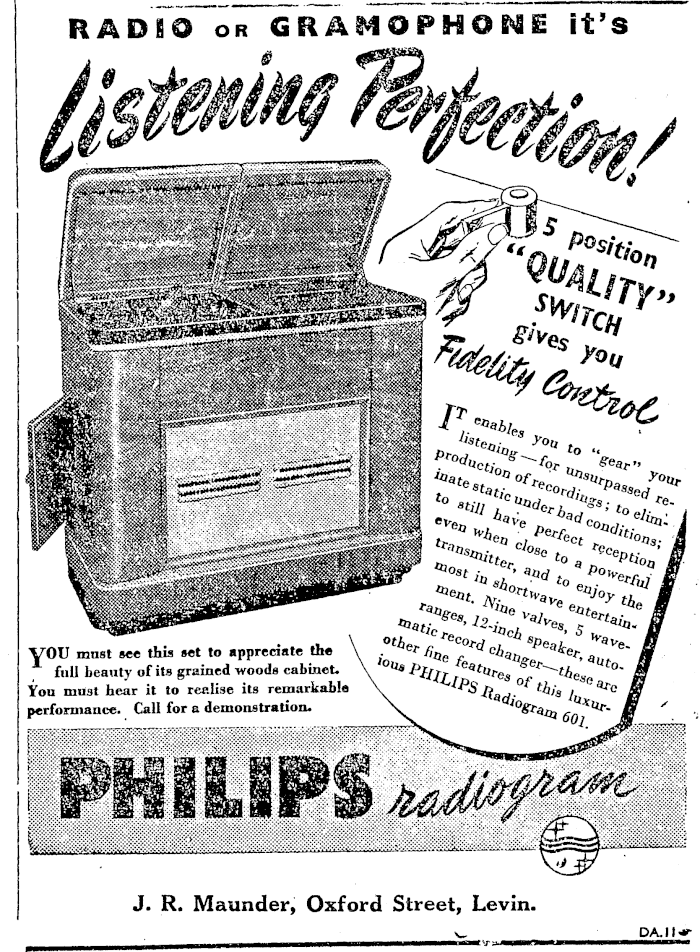 RADIO OR GRAMOPHONE it's
Listening Perfection!
5 position
"QUALITY"
SWITCH
gives you
Fidelity Control
IT enables you to "gear" your
listening—for unsurpassed re-
production of recordings; to elim-
inate static under bad conditions;
to still have perfect reception
even when close to a powerful
transmitter, and to enjoy the
most in shortwave entertain-
ment. Nine valves, 5 wave-
ranges, 12-inch speaker, auto-
matic record changer—these are
other fine features of this luxur-
ious PHILIPS Radiogram 601.
YOU must see this set to appreciate the
full beauty of its grained woods cabinet.
You must hear it to realise its remarkable
performance. Call for a demonstration.
PHILIPS radiogram
J. R. Maunder, Oxford Street, Levin.
DA.11